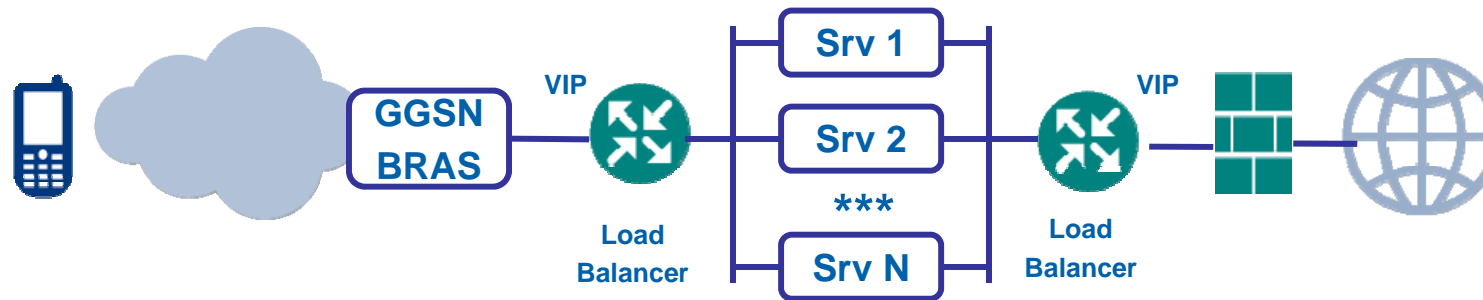 Srv 1
VIP
VIP
GGSN
BRAS
Srv 2
***
Load
Balancer
Load
Balancer
Srv N